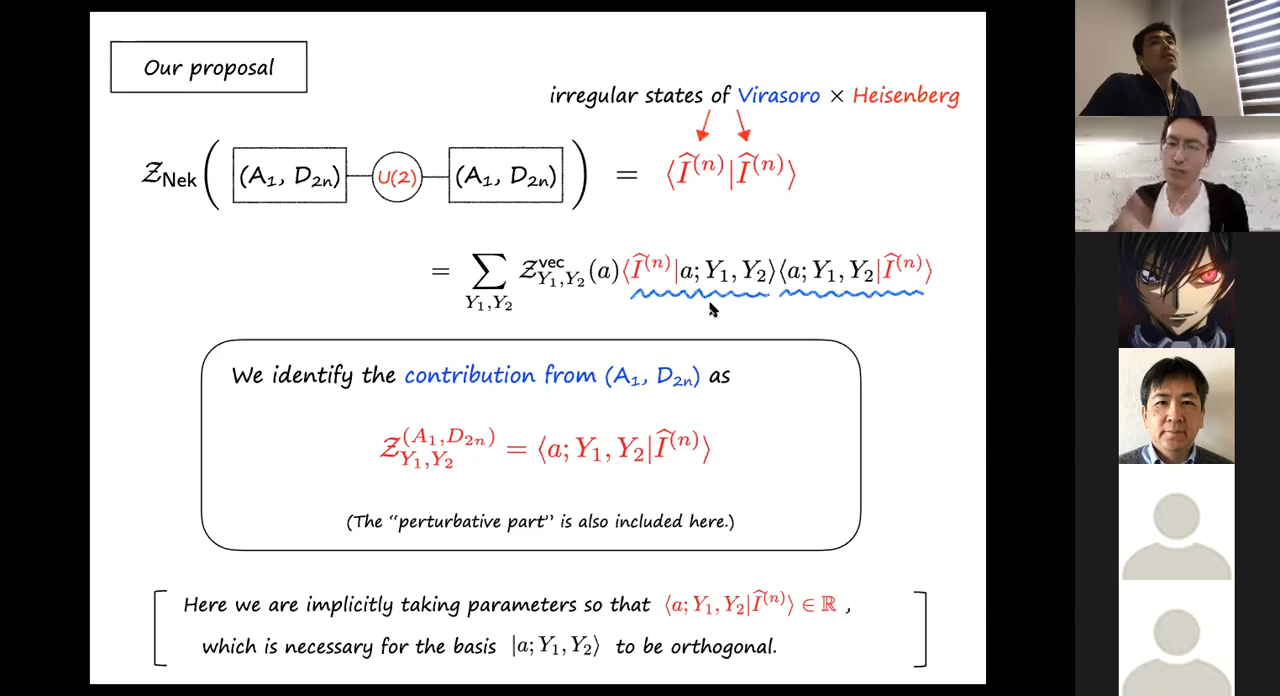 Our proposal
irregular states of Virasoro × Heisenberg
𝒵_Nek ( (A₁, D₂ₙ) U(2) (A₁, D₂ₙ) ) = ⟨Î⁽ⁿ⁾|Î⁽ⁿ⁾⟩
= ∑_{Y₁,Y₂} 𝒵^{vec}_{Y₁,Y₂}(a)⟨Î⁽ⁿ⁾|a; Y₁, Y₂⟩⟨a; Y₁, Y₂|Î⁽ⁿ⁾⟩
We identify the contribution from (A₁, D₂ₙ) as
𝒵^{(A₁,D₂ₙ)}_{Y₁,Y₂} = ⟨a; Y₁, Y₂|Î⁽ⁿ⁾⟩
(The “perturbative part” is also included here.)
Here we are implicitly taking parameters so that ⟨a; Y₁, Y₂|Î⁽ⁿ⁾⟩ ∈ ℝ ,
which is necessary for the basis |a; Y₁, Y₂⟩ to be orthogonal.